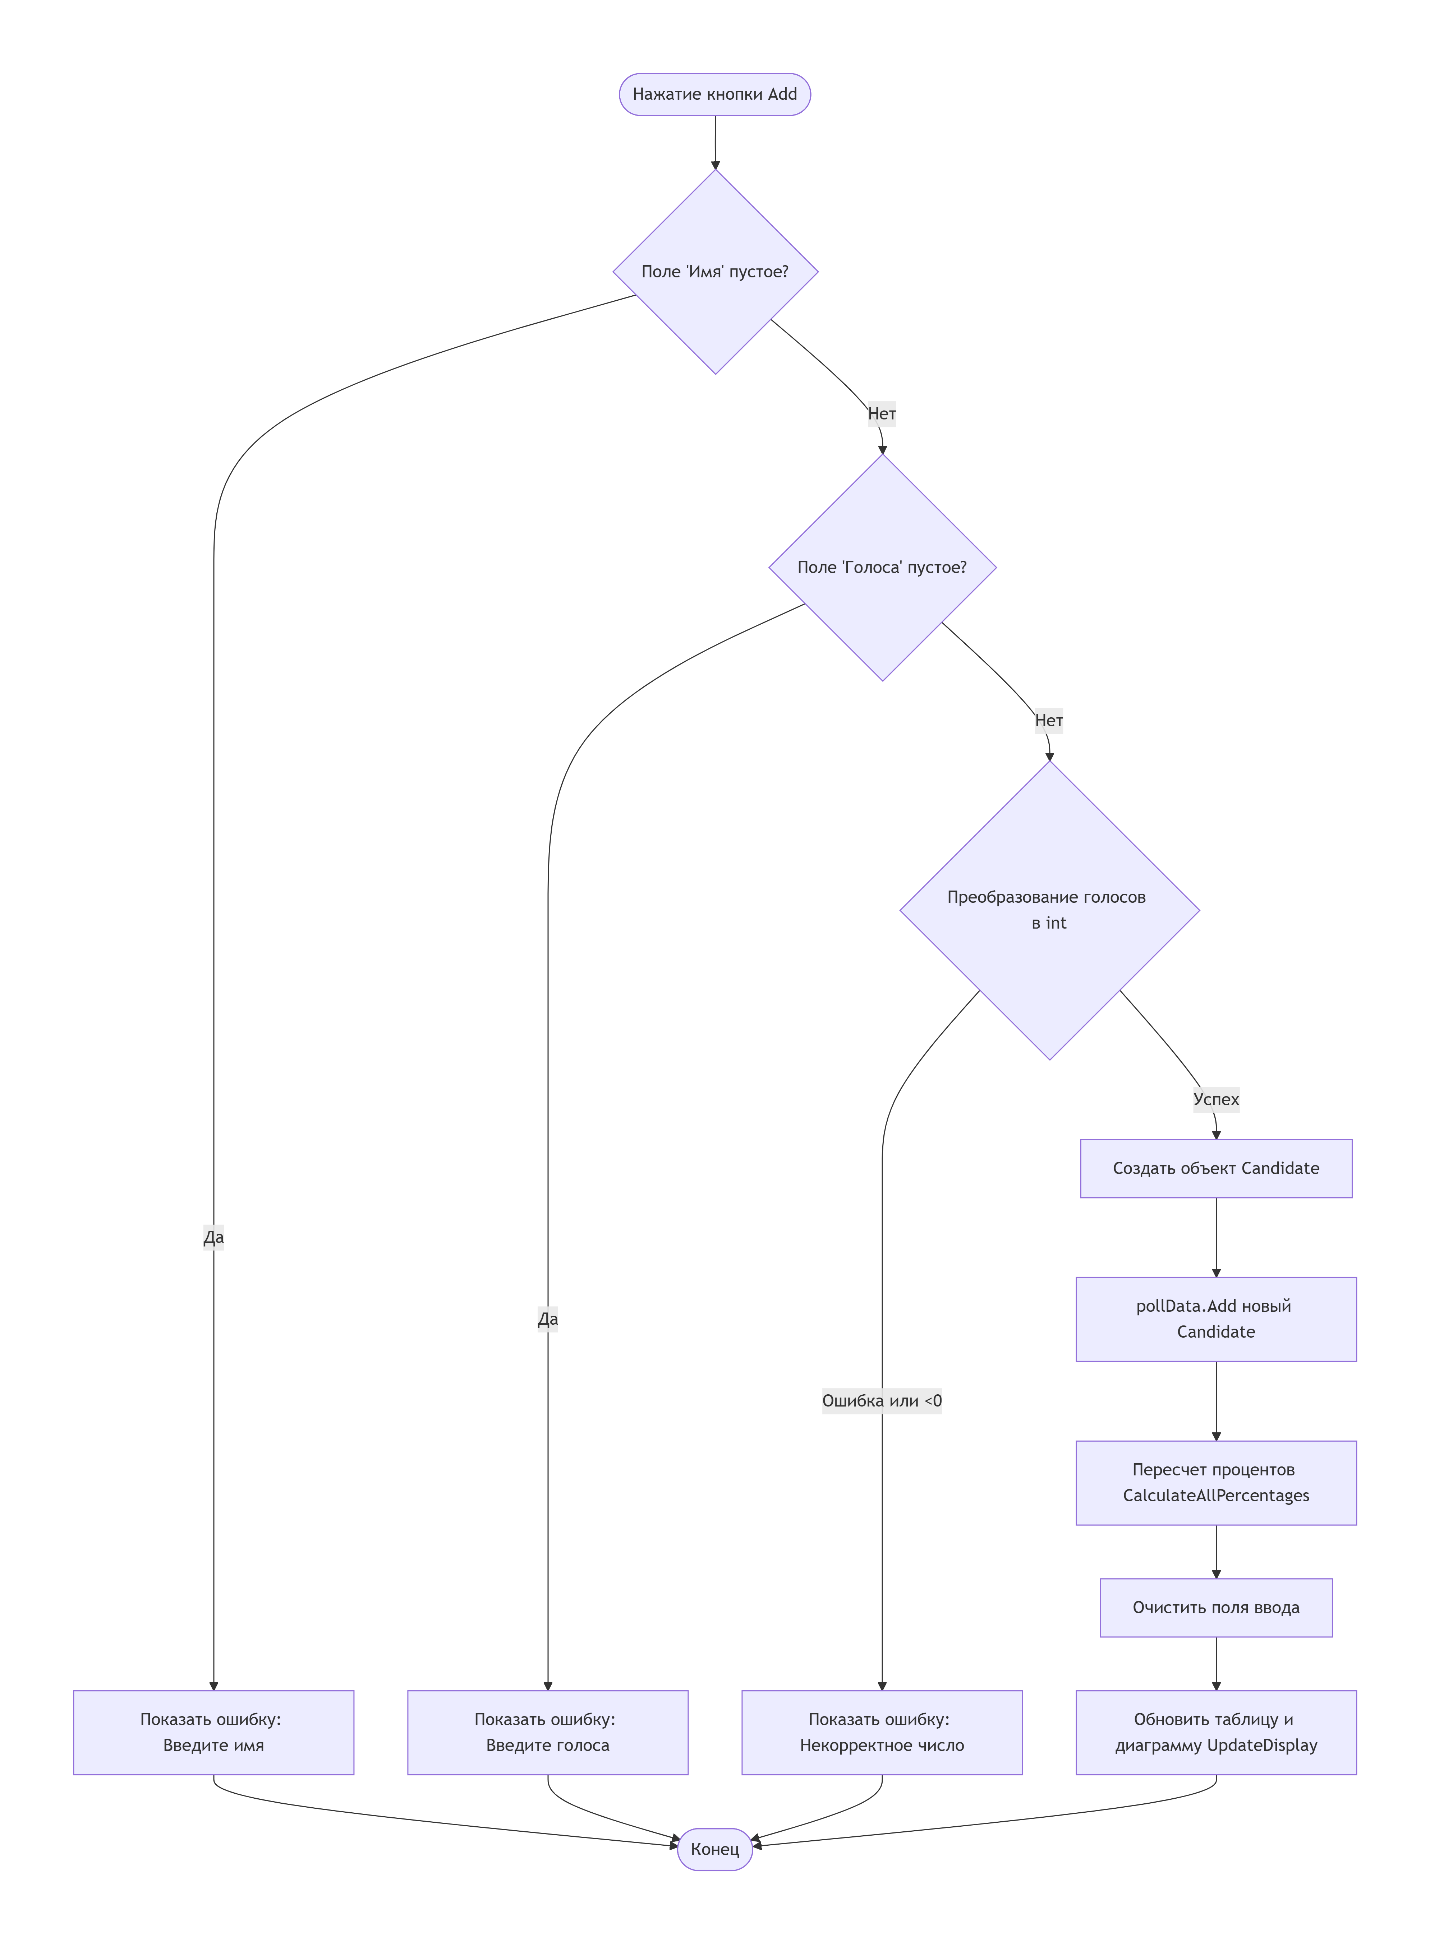 Нажатие кнопки Add
Поле 'Имя' пустое?
Нет
Поле 'Голоса' пустое?
Нет
Преобразование голосов
в int
Успех
Создать объект Candidate
Да
pollData.Add новый
Candidate
Да
Ошибка или <0
Пересчет процентов
CalculateAllPercentages
Очистить поля ввода
Показать ошибку:
Введите имя
Показать ошибку:
Введите голоса
Показать ошибку:
Некорректное число
Обновить таблицу и
диаграмму UpdateDisplay
Конец